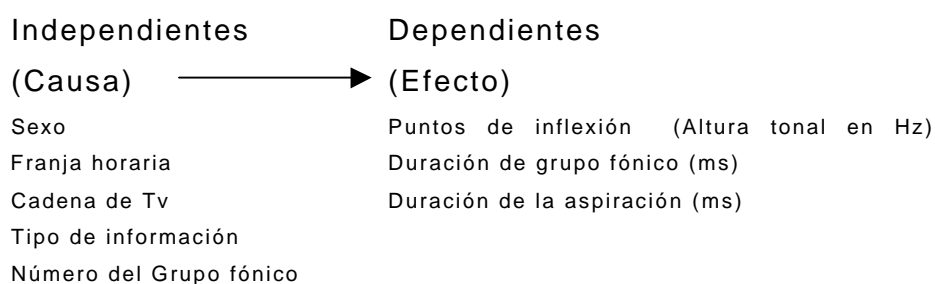 Independientes Dependientes
(Causa) (Efecto)
Sexo Puntos de inflexión (Altura tonal en Hz)
Franja horaria Duración de grupo fónico (ms)
Cadena de Tv Duración de la aspiración (ms)
Tipo de información
Número del Grupo fónico